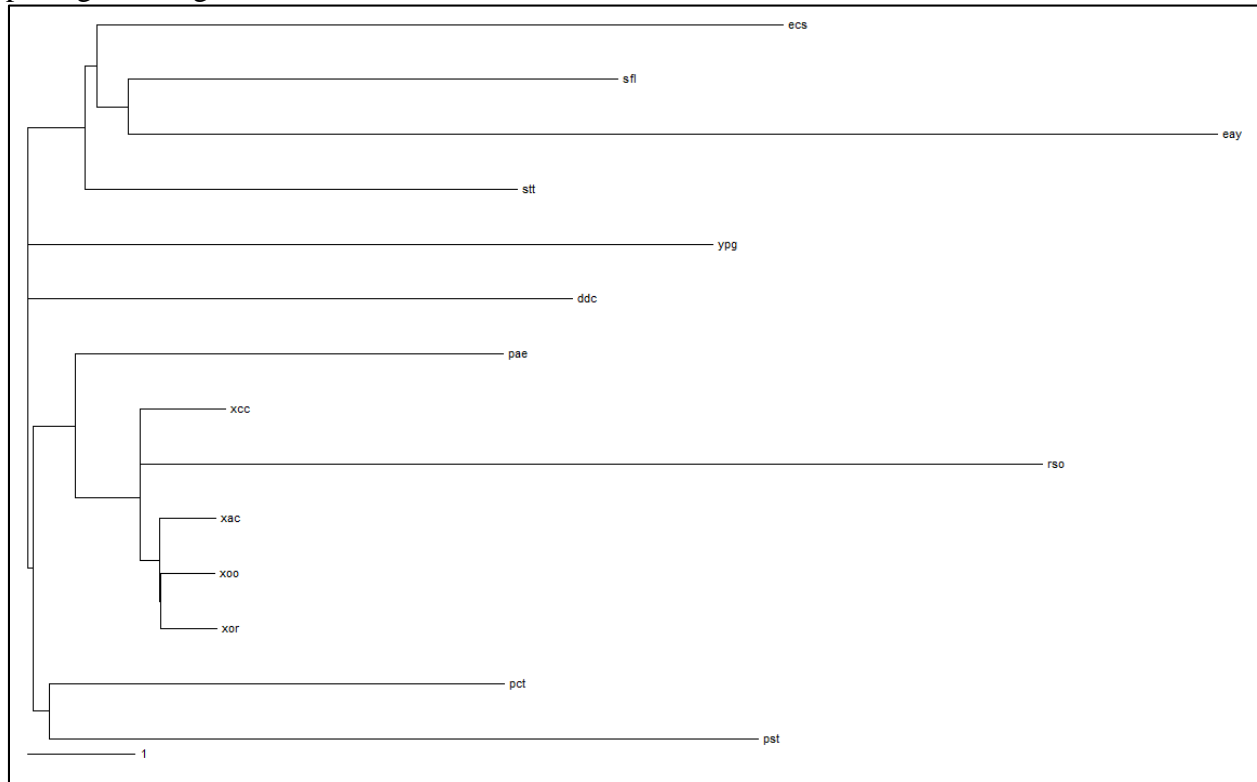 ecs
sfl
eay
stt
ypg
ddc
pae
xcc
rso
xac
xoo
xor
pct
pst
1